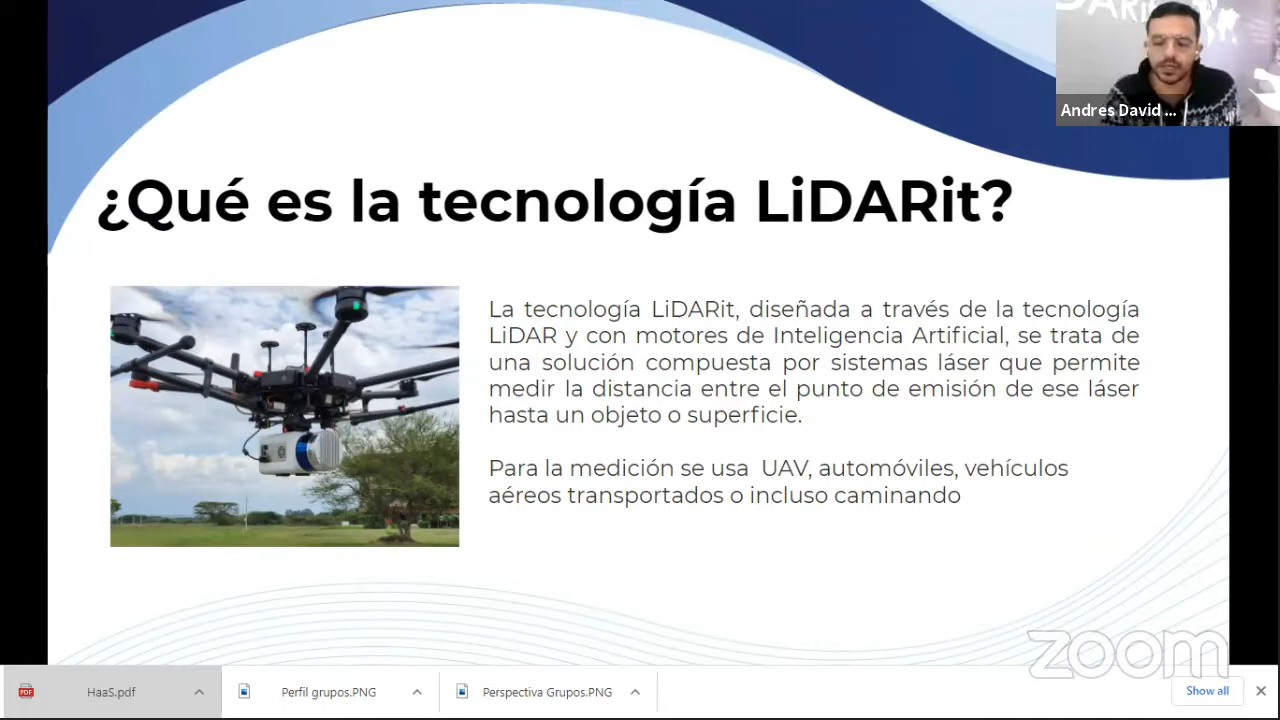 Andres David ...
¿Qué es la tecnología LiDARit?
La tecnología LiDARit, diseñada a través de la tecnología
LiDAR y con motores de Inteligencia Artificial, se trata de
una solución compuesta por sistemas láser que permite
medir la distancia entre el punto de emisión de ese láser
hasta un objeto o superficie.
Para la medición se usa UAV, automóviles, vehículos
aéreos transportados o incluso caminando
zoom
PDF
HaaS.pdf
Perfil grupos.PNG
Perspectiva Grupos.PNG
Show all